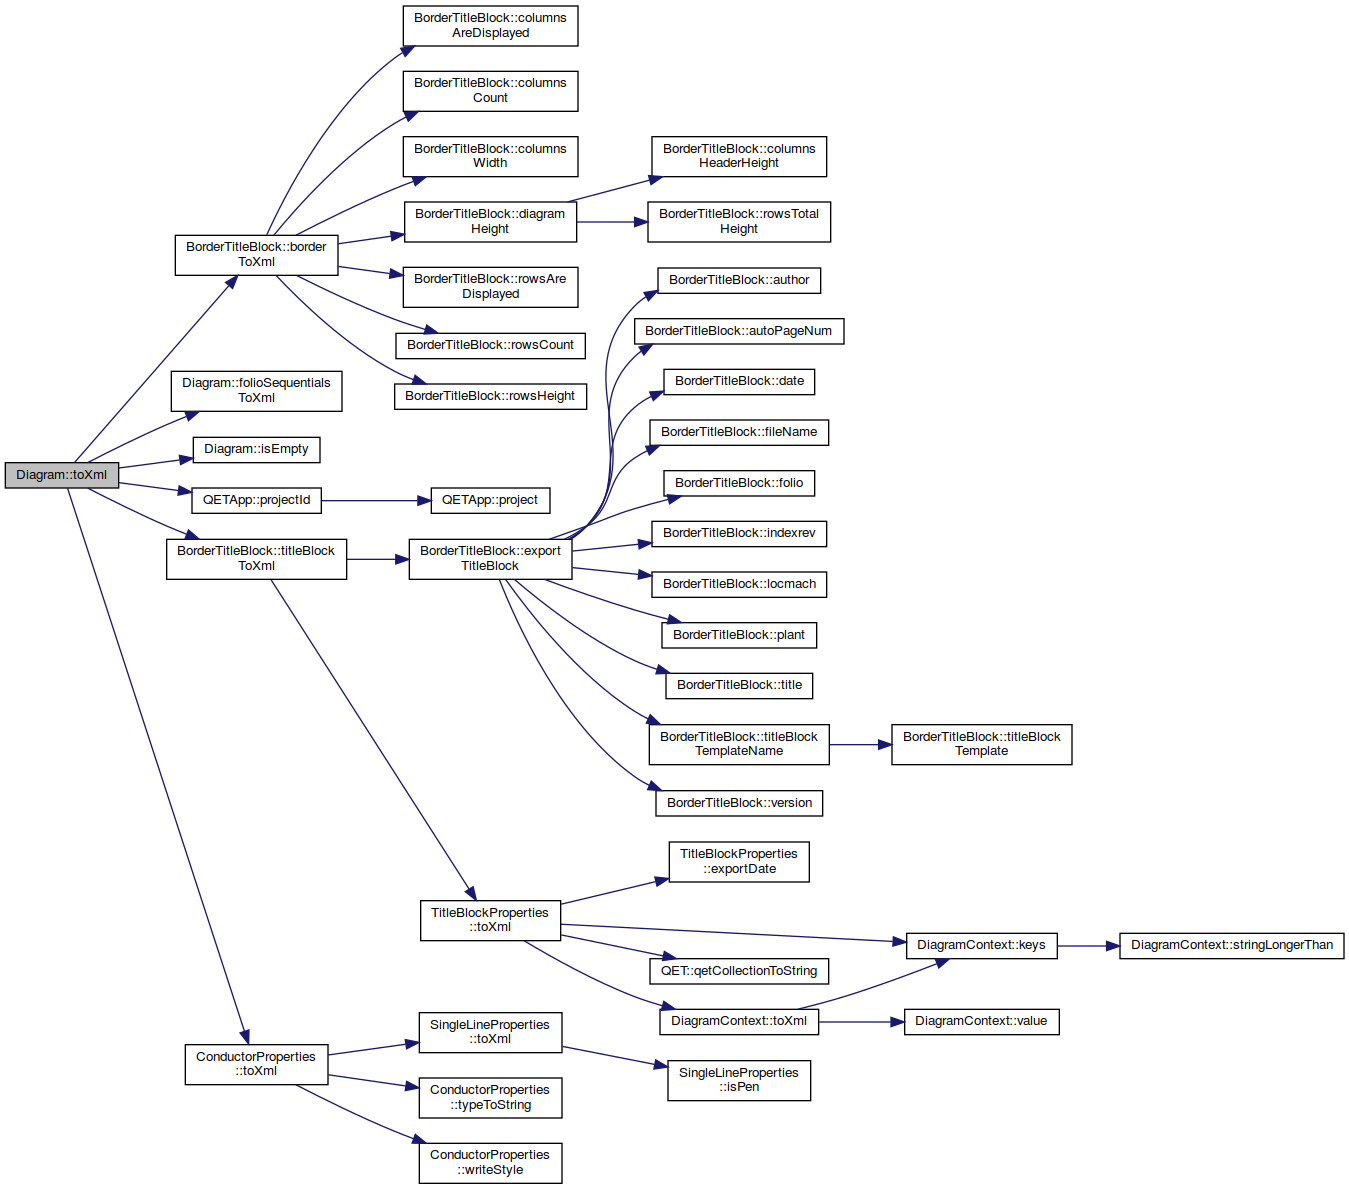 BorderTitleBlock::columns
AreDisplayed
BorderTitleBlock::columns
Count
BorderTitleBlock::columns
Width
BorderTitleBlock::columns
HeaderHeight
BorderTitleBlock::diagram
Height
BorderTitleBlock::rowsTotal
Height
BorderTitleBlock::border
ToXml
BorderTitleBlock::rowsAre
Displayed
BorderTitleBlock::author
BorderTitleBlock::rowsCount
BorderTitleBlock::autoPageNum
Diagram::folioSequentials
ToXml
BorderTitleBlock::rowsHeight
BorderTitleBlock::date
Diagram::isEmpty
BorderTitleBlock::fileName
Diagram::toXml
BorderTitleBlock::folio
QETApp::projectId
QETApp::project
BorderTitleBlock::indexrev
BorderTitleBlock::titleBlock
ToXml
BorderTitleBlock::export
TitleBlock
BorderTitleBlock::locmach
BorderTitleBlock::plant
BorderTitleBlock::title
BorderTitleBlock::titleBlock
TemplateName
BorderTitleBlock::titleBlock
Template
BorderTitleBlock::version
TitleBlockProperties
::exportDate
TitleBlockProperties
::toXml
DiagramContext::keys
DiagramContext::stringLongerThan
QET::qetCollectionToString
DiagramContext::toXml
DiagramContext::value
SingleLineProperties
::toXml
ConductorProperties
::toXml
SingleLineProperties
::isPen
ConductorProperties
::typeToString
ConductorProperties
::writeStyle